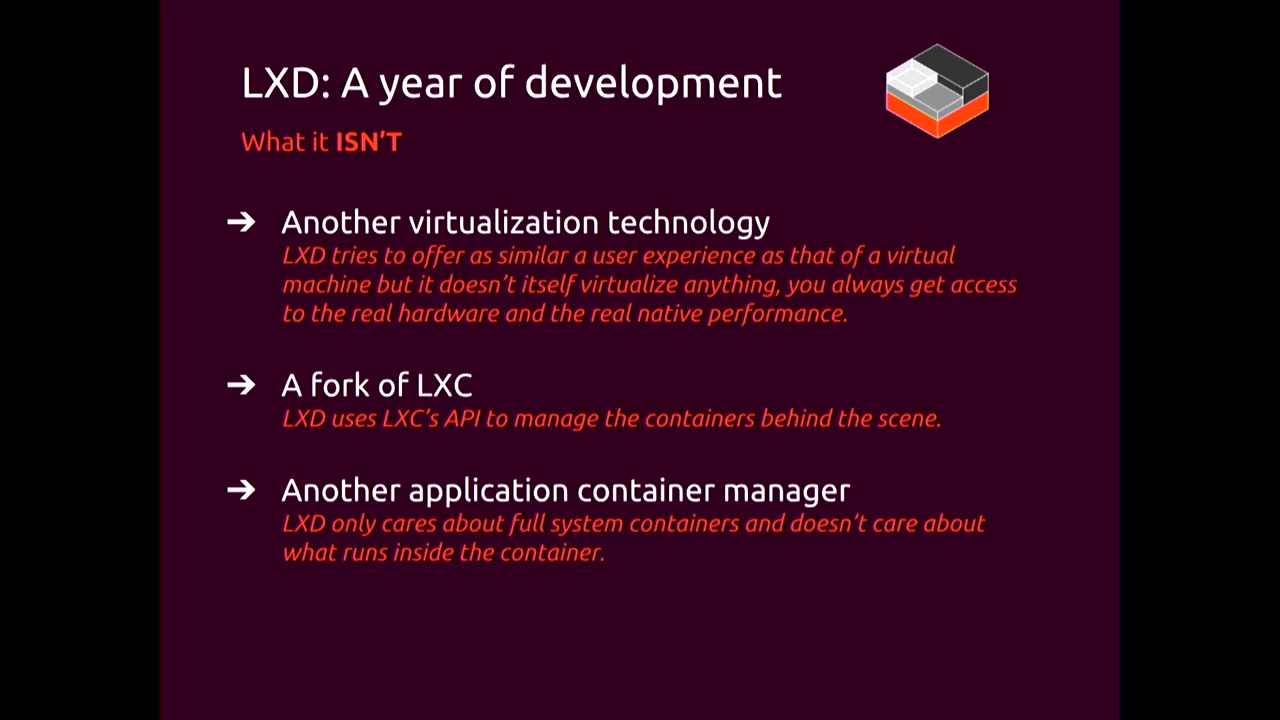 LXD: A year of development
What it ISN'T
➔ Another virtualization technology
LXD tries to offer as similar a user experience as that of a virtual
machine but it doesn't itself virtualize anything, you always get access
to the real hardware and the real native performance.
➔ A fork of LXC
LXD uses LXC's API to manage the containers behind the scene.
➔ Another application container manager
LXD only cares about full system containers and doesn't care about
what runs inside the container.